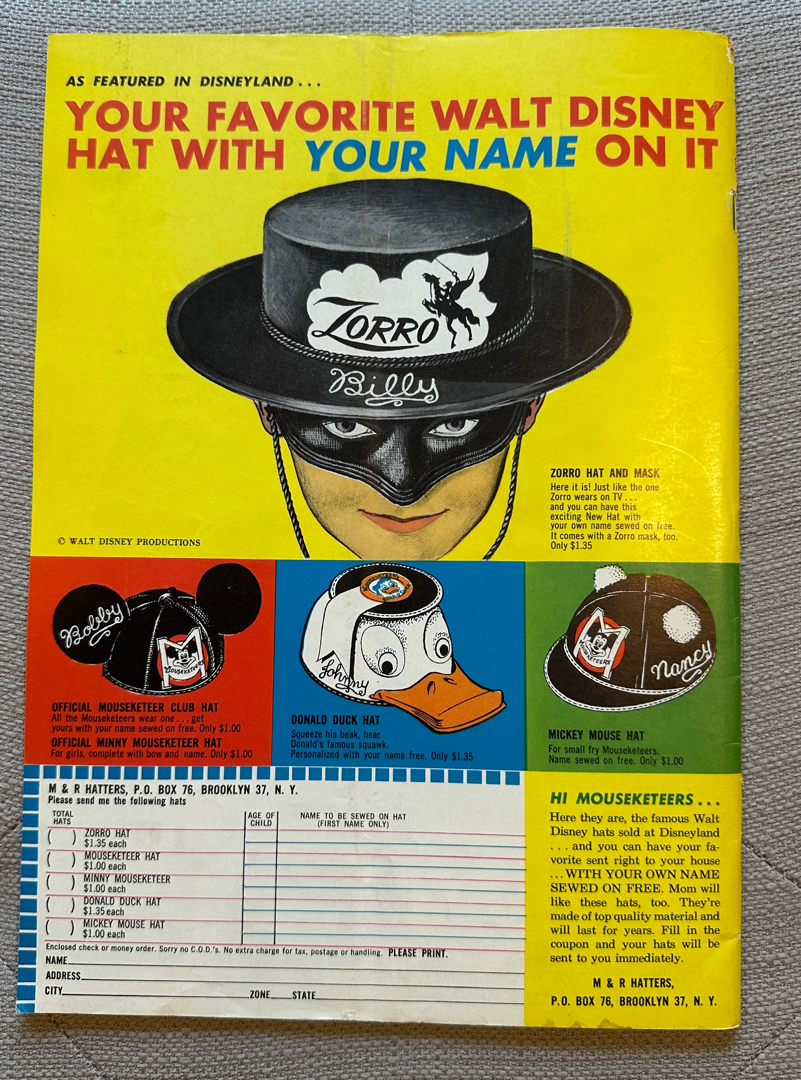 AS FEATURED IN DISNEYLAND...
YOUR FAVORITE WALT DISNEY
HAT WITH YOUR NAME ON IT
ZORRO
Billy
ZORRO HAT AND MASK
Here it is! Just like the one
Zorro wears on TV...
and you can have this
exciting New Hat with
your own name sewed on free.
It comes with a Zorro mask, too.
Only $1.35
© WALT DISNEY PRODUCTIONS
Bobby
MOUSEKETEERS
OFFICIAL MOUSEKETEER CLUB HAT
All the Mouseketeers wear one...get
yours with your name sewed on free. Only $1.00
OFFICIAL MINNY MOUSEKETEER HAT
For girls, complete with bow and name. Only $1.00
Johnny
DONALD DUCK HAT
Squeeze his beak, hear
Donald's famous squawk.
Personalized with your name free. Only $1.35
MOUSEKETEERS
Nancy
MICKEY MOUSE HAT
For small fry Mouseketeers.
Name sewed on free. Only $1.00
M & R HATTERS, P.O. BOX 76, BROOKLYN 37, N. Y.
Please send me the following hats
TOTAL
HATS
AGE OF
CHILD
NAME TO BE SEWED ON HAT
(FIRST NAME ONLY)
( ) ZORRO HAT
$1.35 each
( ) MOUSEKETEER HAT
$1.00 each
( ) MINNY MOUSEKETEER
$1.00 each
( ) DONALD DUCK HAT
$1.35 each
( ) MICKEY MOUSE HAT
$1.00 each
Enclosed check or money order. Sorry no C.O.D.'s. No extra charge for tax, postage or handling. PLEASE PRINT.
NAME
ADDRESS
CITY ZONE STATE
HI MOUSEKETEERS...
Here they are, the famous Walt
Disney hats sold at Disneyland
...and you can have your fa-
vorite sent right to your house
...WITH YOUR OWN NAME
SEWED ON FREE. Mom will
like these hats, too. They're
made of top quality material and
will last for years. Fill in the
coupon and your hats will be
sent to you immediately.
M & R HATTERS,
P.O. BOX 76, BROOKLYN 37, N. Y.